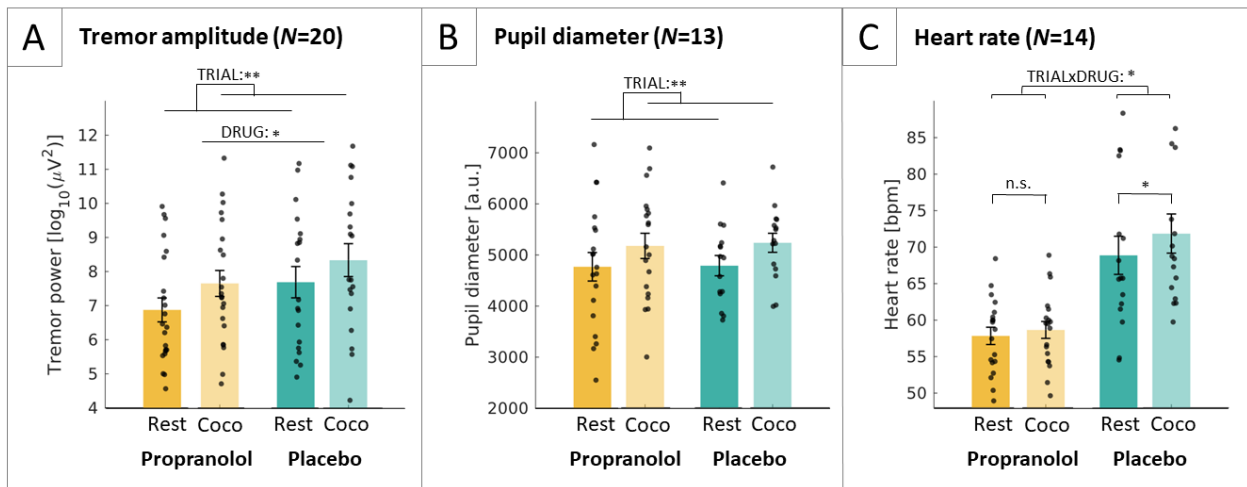 A Tremor amplitude (N=20)
TRIAL:**
DRUG: *
Tremor power [log10(μV2)]
12
11
10
9
8
7
6
5
4
Rest Coco Rest Coco
Propranolol Placebo
B Pupil diameter (N=13)
TRIAL:**
Pupil diameter [a.u.]
7000
6000
5000
4000
3000
2000
Rest Coco Rest Coco
Propranolol Placebo
C Heart rate (N=14)
TRIALxDRUG: *
n.s. *
Heart rate [bpm]
85
80
75
70
65
60
55
50
Rest Coco Rest Coco
Propranolol Placebo